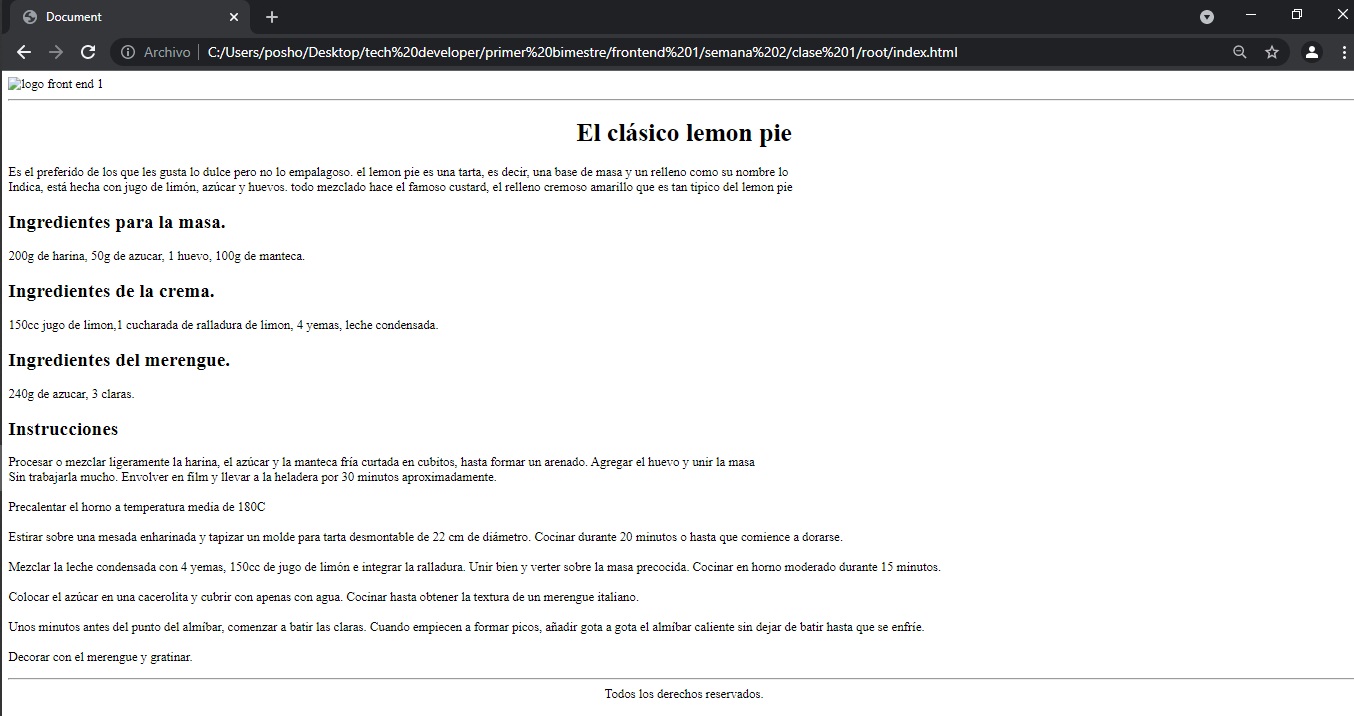 Document
Archivo | C:/Users/posho/Desktop/tech%20developer/primer%20bimestre/frontend%201/semana%202/clase%201/root/index.html
logo front end 1
El clásico lemon pie
Es el preferido de los que les gusta lo dulce pero no lo empalagoso. el lemon pie es una tarta, es decir, una base de masa y un relleno como su nombre lo
Indica, está hecha con jugo de limón, azúcar y huevos. todo mezclado hace el famoso custard, el relleno cremoso amarillo que es tan tipico del lemon pie
Ingredientes para la masa.
200g de harina, 50g de azucar, 1 huevo, 100g de manteca.
Ingredientes de la crema.
150cc jugo de limon,1 cucharada de ralladura de limon, 4 yemas, leche condensada.
Ingredientes del merengue.
240g de azucar, 3 claras.
Instrucciones
Procesar o mezclar ligeramente la harina, el azúcar y la manteca fría curtada en cubitos, hasta formar un arenado. Agregar el huevo y unir la masa
Sin trabajarla mucho. Envolver en film y llevar a la heladera por 30 minutos aproximadamente.
Precalentar el horno a temperatura media de 180C
Estirar sobre una mesada enharinada y tapizar un molde para tarta desmontable de 22 cm de diámetro. Cocinar durante 20 minutos o hasta que comience a dorarse.
Mezclar la leche condensada con 4 yemas, 150cc de jugo de limón e integrar la ralladura. Unir bien y verter sobre la masa precocida. Cocinar en horno moderado durante 15 minutos.
Colocar el azúcar en una cacerolita y cubrir con apenas con agua. Cocinar hasta obtener la textura de un merengue italiano.
Unos minutos antes del punto del almíbar, comenzar a batir las claras. Cuando empiecen a formar picos, añadir gota a gota el almíbar caliente sin dejar de batir hasta que se enfríe.
Decorar con el merengue y gratinar.
Todos los derechos reservados.